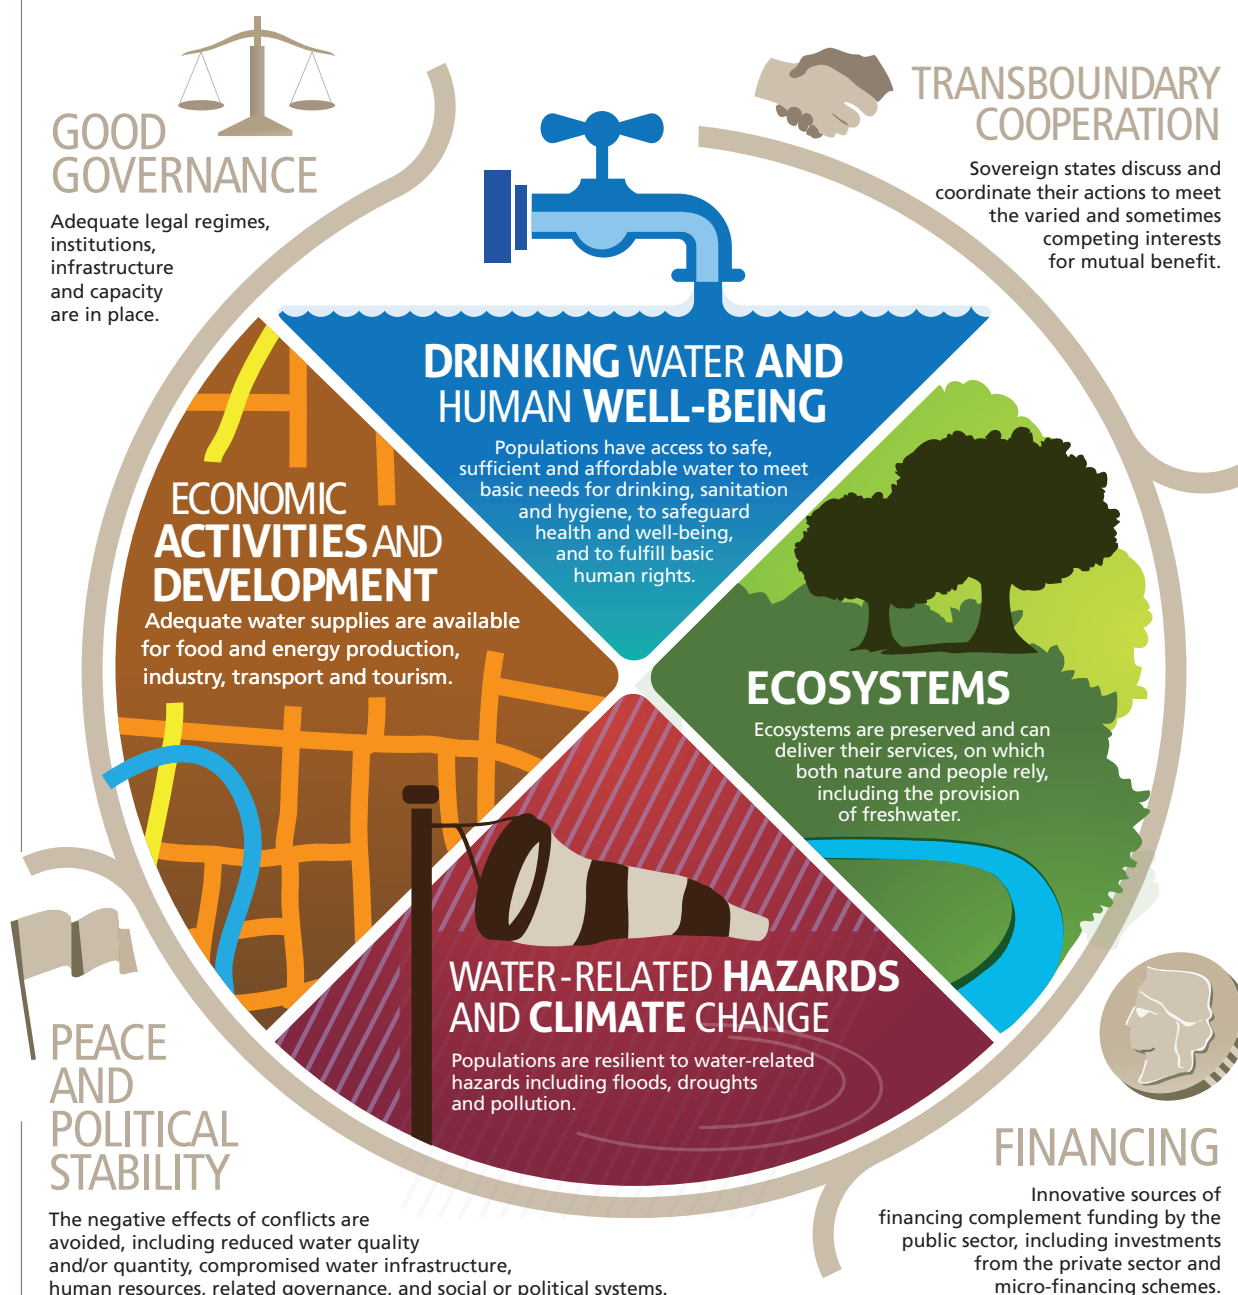 GOOD
GOVERNANCE
Adequate legal regimes,
institutions,
infrastructure
and capacity
are in place.
TRANSBOUNDARY
COOPERATION
Sovereign states discuss and
coordinate their actions to meet
the varied and sometimes
competing interests
for mutual benefit.
DRINKING WATER AND
HUMAN WELL-BEING
Populations have access to safe,
sufficient and affordable water to meet
basic needs for drinking, sanitation
and hygiene, to safeguard
health and well-being,
and to fulfill basic
human rights.
ECONOMIC
ACTIVITIES AND
DEVELOPMENT
Adequate water supplies are available
for food and energy production,
industry, transport and tourism.
ECOSYSTEMS
Ecosystems are preserved and can
deliver their services, on which
both nature and people rely,
including the provision
of freshwater.
WATER-RELATED HAZARDS
AND CLIMATE CHANGE
Populations are resilient to water-related
hazards including floods, droughts
and pollution.
PEACE
AND
POLITICAL
STABILITY
The negative effects of conflicts are
avoided, including reduced water quality
and/or quantity, compromised water infrastructure,
human resources, related governance, and social or political systems.
FINANCING
Innovative sources of
financing complement funding by the
public sector, including investments
from the private sector and
micro-financing schemes.